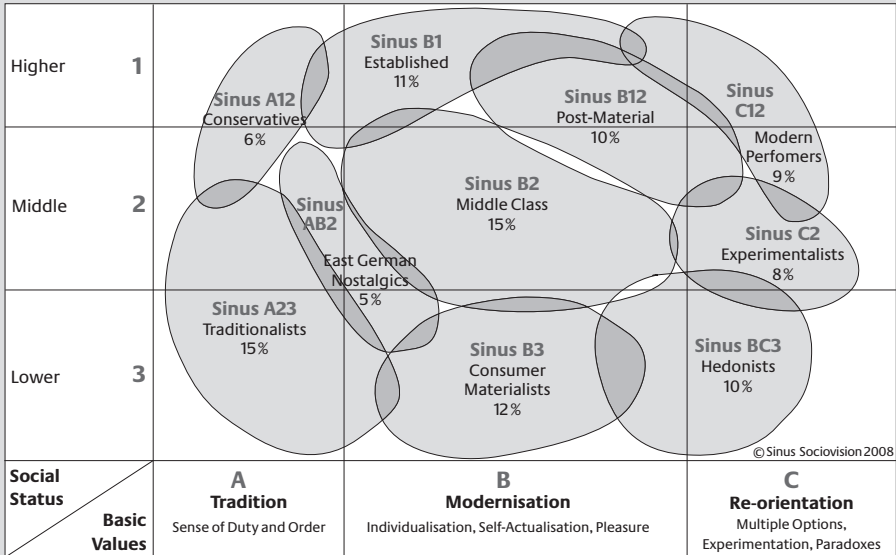 Higher 1
Sinus B1
Established
11%
Sinus A12
Conservatives
6%
Sinus B12
Post-Material
10%
Sinus
C12
Modern
Perfomers
9%
Middle 2
Sinus
AB2
East German
Nostalgics
5%
Sinus B2
Middle Class
15%
Sinus C2
Experimentalists
8%
Lower 3
Sinus A23
Traditionalists
15%
Sinus B3
Consumer
Materialists
12%
Sinus BC3
Hedonists
10%
© Sinus Sociovision 2008
Social
Status
Basic
Values
A
Tradition
Sense of Duty and Order
B
Modernisation
Individualisation, Self-Actualisation, Pleasure
C
Re-orientation
Multiple Options,
Experimentation, Paradoxes